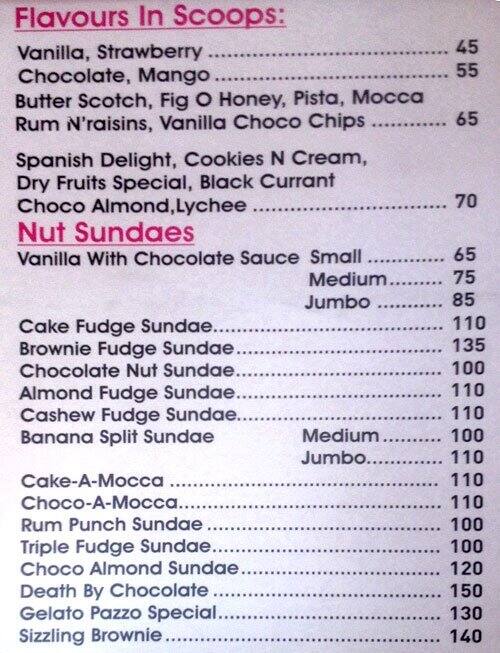 Flavours In Scoops:
Vanilla, Strawberry .................................. 45
Chocolate, Mango ................................. 55
Butter Scotch, Fig O Honey, Pista, Mocca
Rum N'raisins, Vanilla Choco Chips ........... 65
Spanish Delight, Cookies N Cream,
Dry Fruits Special, Black Currant
Choco Almond,Lychee ............................ 70
Nut Sundaes
Vanilla With Chocolate Sauce Small ........... 65
Medium......... 75
Jumbo ........... 85
Cake Fudge Sundae................................. 110
Brownie Fudge Sundae.............................. 135
Chocolate Nut Sundae.............................. 100
Almond Fudge Sundae.............................. 110
Cashew Fudge Sundae.............................. 110
Banana Split Sundae Medium.......... 100
Jumbo............ 110
Cake-A-Mocca ....................................... 110
Choco-A-Mocca...................................... 110
Rum Punch Sundae ................................. 100
Triple Fudge Sundae................................. 100
Choco Almond Sundae............................. 120
Death By Chocolate ................................. 150
Gelato Pazzo Special................................ 130
Sizzling Brownie........................................ 140